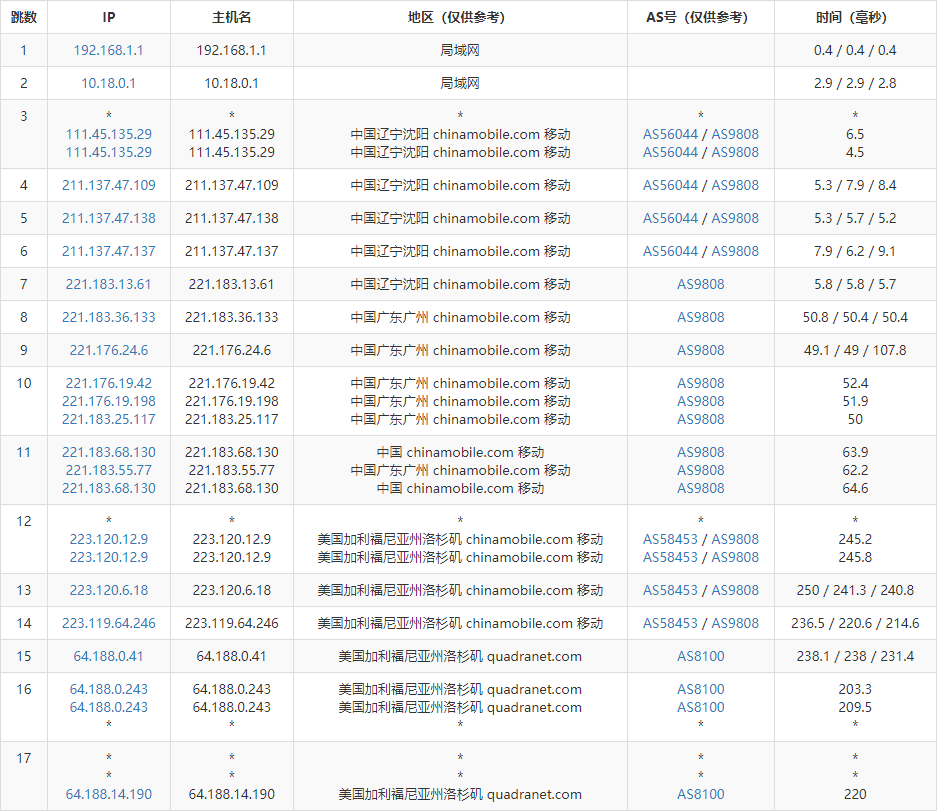 跳数 IP 主机名 地区（仅供参考） AS号（仅供参考） 时间（毫秒）
1 192.168.1.1 192.168.1.1 局域网 0.4 / 0.4 / 0.4
2 10.18.0.1 10.18.0.1 局域网 2.9 / 2.9 / 2.8
3 * * * * *
111.45.135.29 111.45.135.29 中国辽宁沈阳 chinamobile.com 移动 AS56044 / AS9808 6.5
111.45.135.29 111.45.135.29 中国辽宁沈阳 chinamobile.com 移动 AS56044 / AS9808 4.5
4 211.137.47.109 211.137.47.109 中国辽宁沈阳 chinamobile.com 移动 AS56044 / AS9808 5.3 / 7.9 / 8.4
5 211.137.47.138 211.137.47.138 中国辽宁沈阳 chinamobile.com 移动 AS56044 / AS9808 5.3 / 5.7 / 5.2
6 211.137.47.137 211.137.47.137 中国辽宁沈阳 chinamobile.com 移动 AS56044 / AS9808 7.9 / 6.2 / 9.1
7 221.183.13.61 221.183.13.61 中国辽宁沈阳 chinamobile.com 移动 AS9808 5.8 / 5.8 / 5.7
8 221.183.36.133 221.183.36.133 中国广东广州 chinamobile.com 移动 AS9808 50.8 / 50.4 / 50.4
9 221.176.24.6 221.176.24.6 中国广东广州 chinamobile.com 移动 AS9808 49.1 / 49 / 107.8
10 221.176.19.42 221.176.19.42 中国广东广州 chinamobile.com 移动 AS9808 52.4
221.176.19.198 221.176.19.198 中国广东广州 chinamobile.com 移动 AS9808 51.9
221.183.25.117 221.183.25.117 中国广东广州 chinamobile.com 移动 AS9808 50
11 221.183.68.130 221.183.68.130 中国 chinamobile.com 移动 AS9808 63.9
221.183.55.77 221.183.55.77 中国广东广州 chinamobile.com 移动 AS9808 62.2
221.183.68.130 221.183.68.130 中国 chinamobile.com 移动 AS9808 64.6
12 * * * * *
223.120.12.9 223.120.12.9 美国加利福尼亚州洛杉矶 chinamobile.com 移动 AS58453 / AS9808 245.2
223.120.12.9 223.120.12.9 美国加利福尼亚州洛杉矶 chinamobile.com 移动 AS58453 / AS9808 245.8
13 223.120.6.18 223.120.6.18 美国加利福尼亚州洛杉矶 chinamobile.com 移动 AS58453 / AS9808 250 / 241.3 / 240.8
14 223.119.64.246 223.119.64.246 美国加利福尼亚州洛杉矶 chinamobile.com 移动 AS58453 / AS9808 236.5 / 220.6 / 214.6
15 64.188.0.41 64.188.0.41 美国加利福尼亚州洛杉矶 quadranet.com AS8100 238.1 / 238 / 231.4
16 64.188.0.243 64.188.0.243 美国加利福尼亚州洛杉矶 quadranet.com AS8100 203.3
64.188.0.243 64.188.0.243 美国加利福尼亚州洛杉矶 quadranet.com AS8100 209.5
* * * * *
17 * * * * *
* * * * *
64.188.14.190 64.188.14.190 美国加利福尼亚州洛杉矶 quadranet.com AS8100 220